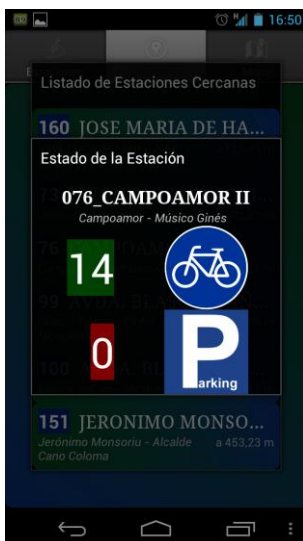 16:50
Listado de Estaciones Cercanas
160 JOSE MARIA DE HA...
Estado de la Estación
076_CAMPOAMOR II
Campoamor - Músico Ginés
14
0
P
arking
151 JERONIMO MONSO...
Jerónimo Monsoriu - Alcalde a 453,23 m
Cano Coloma